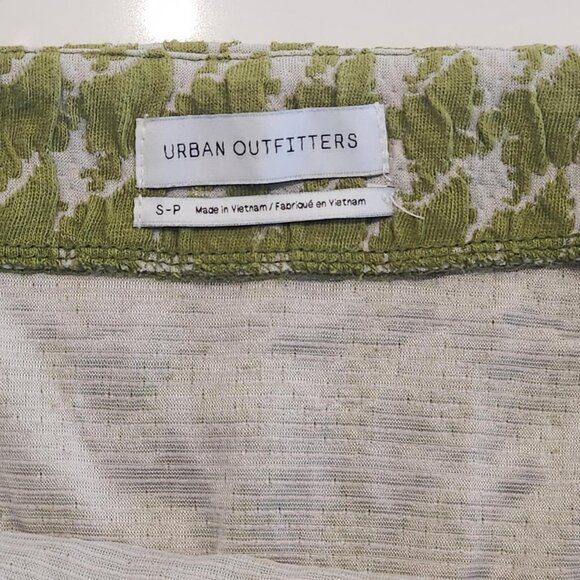 URBAN OUTFITTERS
S-P Made in Vietnam / Fabriqué en Vietnam